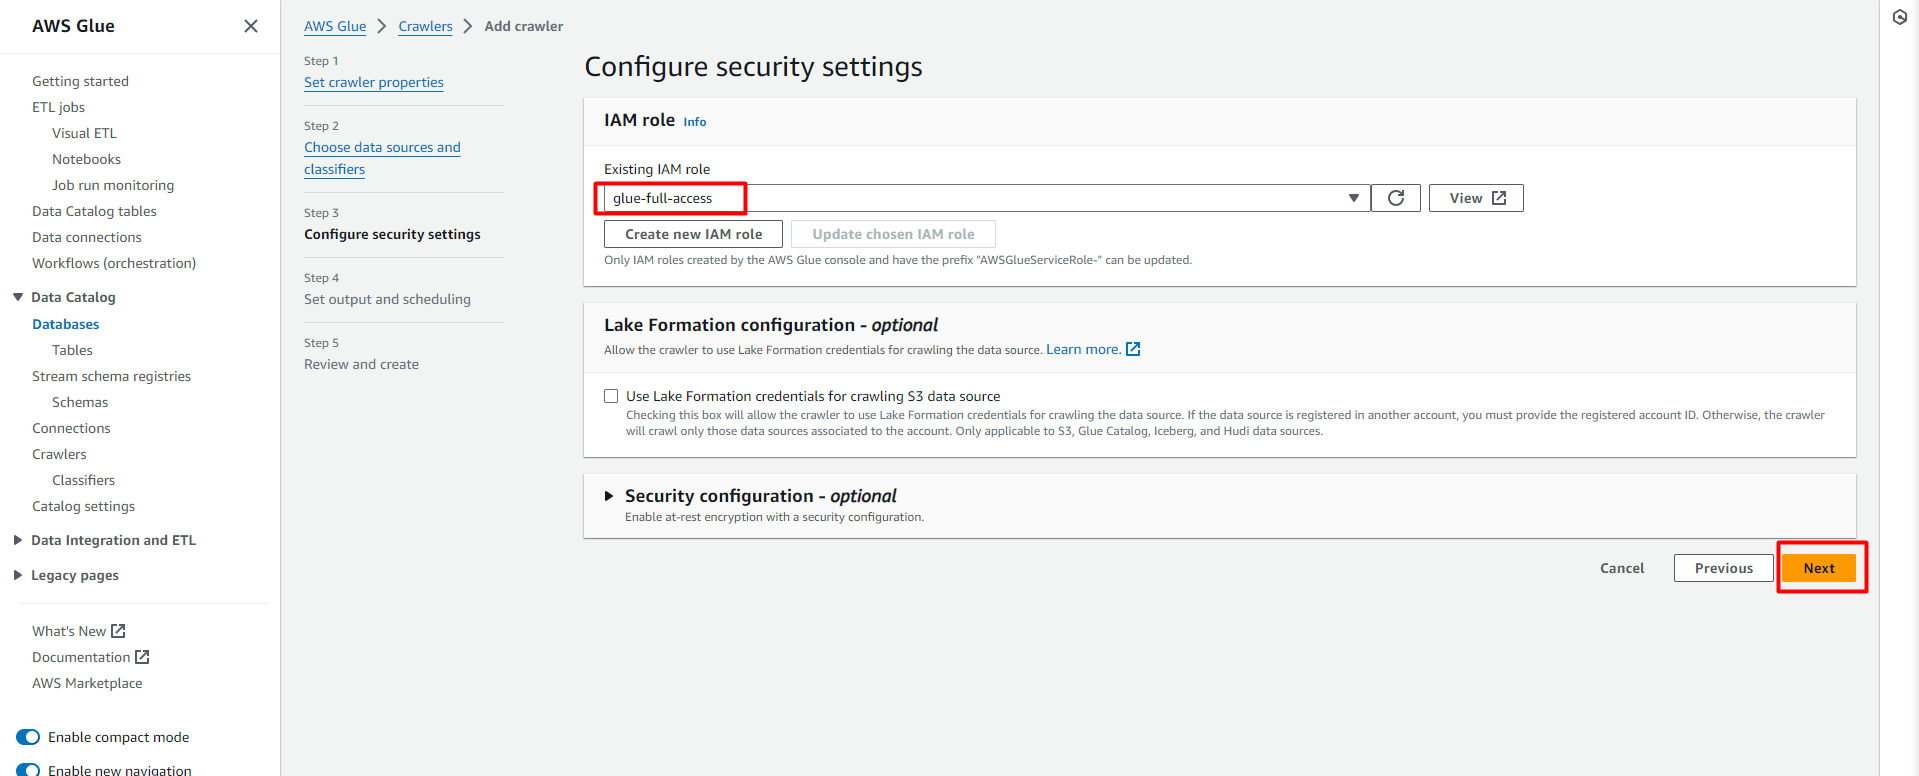 AWS Glue
Getting started
ETL jobs
Visual ETL
Notebooks
Job run monitoring
Data Catalog tables
Data connections
Workflows (orchestration)
Data Catalog
Databases
Tables
Stream schema registries
Schemas
Connections
Crawlers
Classifiers
Catalog settings
Data Integration and ETL
Legacy pages
What's New
Documentation
AWS Marketplace
Enable compact mode
Enable new navigation
AWS Glue > Crawlers > Add crawler
Step 1
Set crawler properties
Step 2
Choose data sources and
classifiers
Step 3
Configure security settings
Step 4
Set output and scheduling
Step 5
Review and create
Configure security settings
IAM role Info
Existing IAM role
glue-full-access
View
Create new IAM role Update chosen IAM role
Only IAM roles created by the AWS Glue console and have the prefix "AWSGlueServiceRole-" can be updated.
Lake Formation configuration - optional
Allow the crawler to use Lake Formation credentials for crawling the data source. Learn more.
Use Lake Formation credentials for crawling S3 data source
Checking this box will allow the crawler to use Lake Formation credentials for crawling the data source. If the data source is registered in another account, you must provide the registered account ID. Otherwise, the crawler
will crawl only those data sources associated to the account. Only applicable to S3, Glue Catalog, Iceberg, and Hudi data sources.
Security configuration - optional
Enable at-rest encryption with a security configuration.
Cancel Previous Next